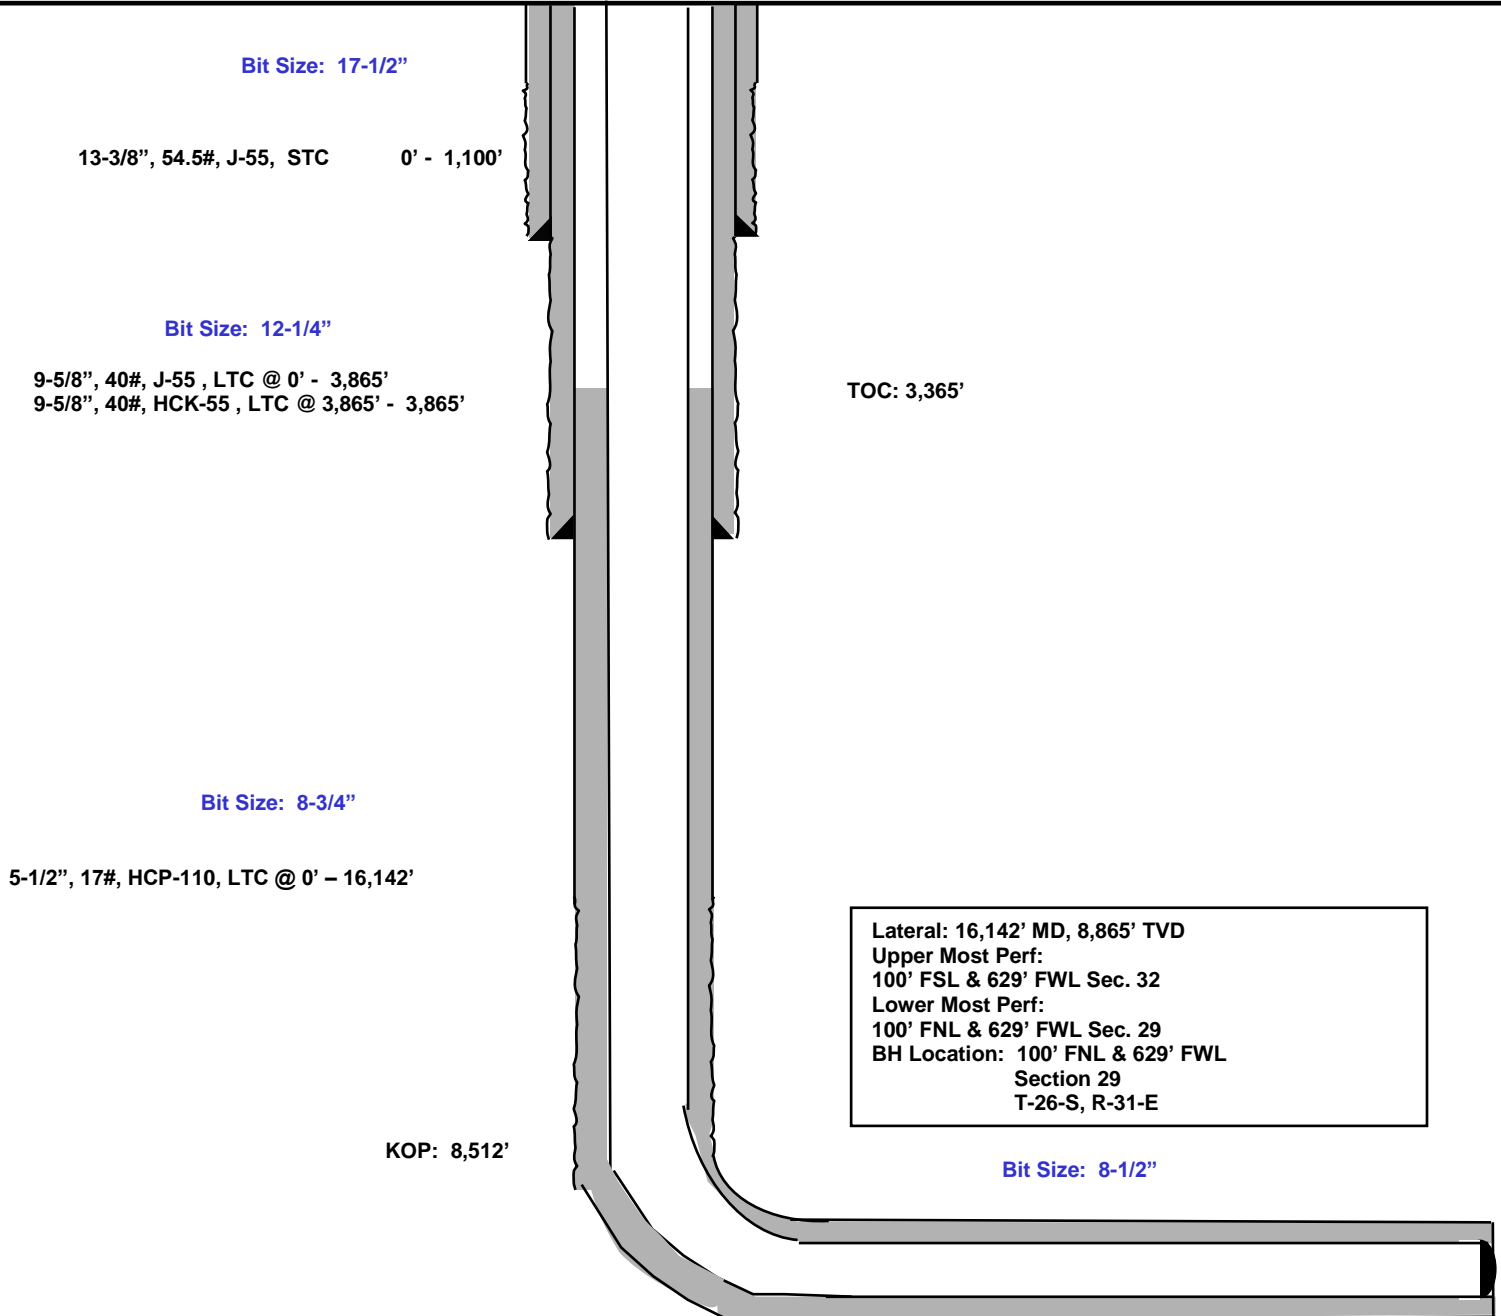 Bit Size: 17-1/2”
13-3/8”, 54.5#, J-55, STC 0’ - 1,100’
Bit Size: 12-1/4”
9-5/8”, 40#, J-55 , LTC @ 0’ - 3,865’
9-5/8”, 40#, HCK-55 , LTC @ 3,865’ - 3,865’
TOC: 3,365’
Bit Size: 8-3/4”
5-1/2”, 17#, HCP-110, LTC @ 0’ – 16,142’
Lateral: 16,142’ MD, 8,865’ TVD
Upper Most Perf:
100’ FSL & 629’ FWL Sec. 32
Lower Most Perf:
100’ FNL & 629’ FWL Sec. 29
BH Location: 100’ FNL & 629’ FWL
Section 29
T-26-S, R-31-E
KOP: 8,512’
Bit Size: 8-1/2”